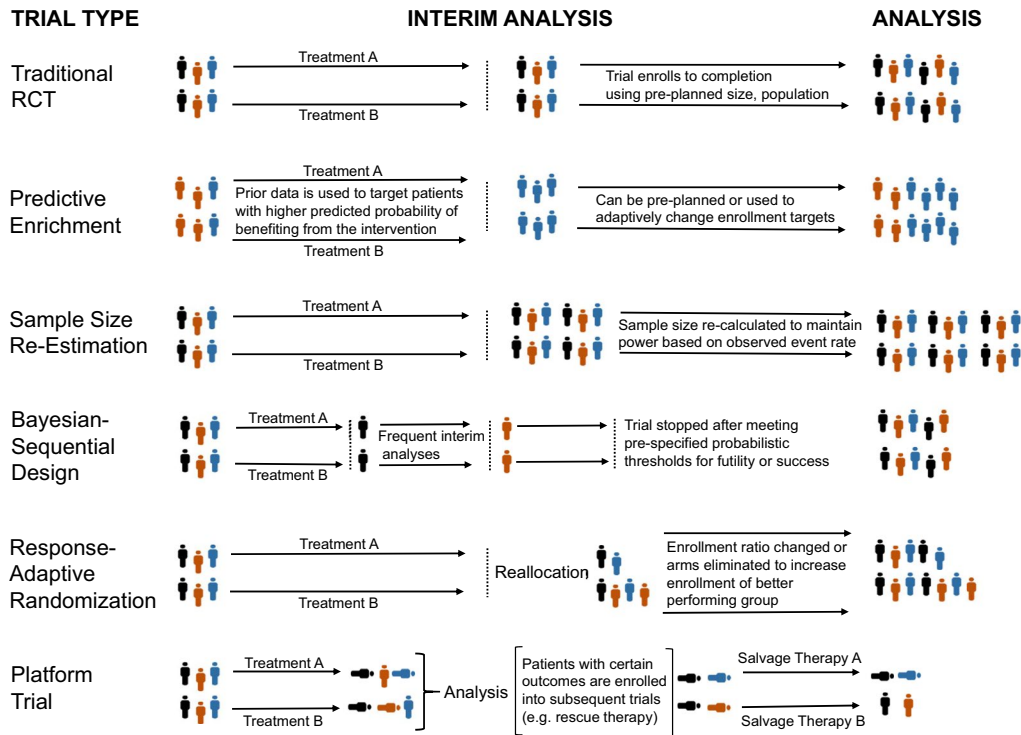 TRIAL TYPE
INTERIM ANALYSIS
ANALYSIS
Traditional
RCT
Treatment A
Treatment B
Trial enrolls to completion
using pre-planned size, population
Predictive
Enrichment
Treatment A
Prior data is used to target patients
with higher predicted probability of
benefiting from the intervention
Treatment B
Can be pre-planned or used to
adaptively change enrollment targets
Sample Size
Re-Estimation
Treatment A
Treatment B
Sample size re-calculated to maintain
power based on observed event rate
Bayesian-
Sequential
Design
Treatment A
Treatment B
Frequent interim
analyses
Trial stopped after meeting
pre-specified probabilistic
thresholds for futility or success
Response-
Adaptive
Randomization
Treatment A
Treatment B
Reallocation
Enrollment ratio changed or
arms eliminated to increase
enrollment of better
performing group
Platform
Trial
Treatment A
Treatment B
Analysis
Patients with certain
outcomes are enrolled
into subsequent trials
(e.g. rescue therapy)
Salvage Therapy A
Salvage Therapy B